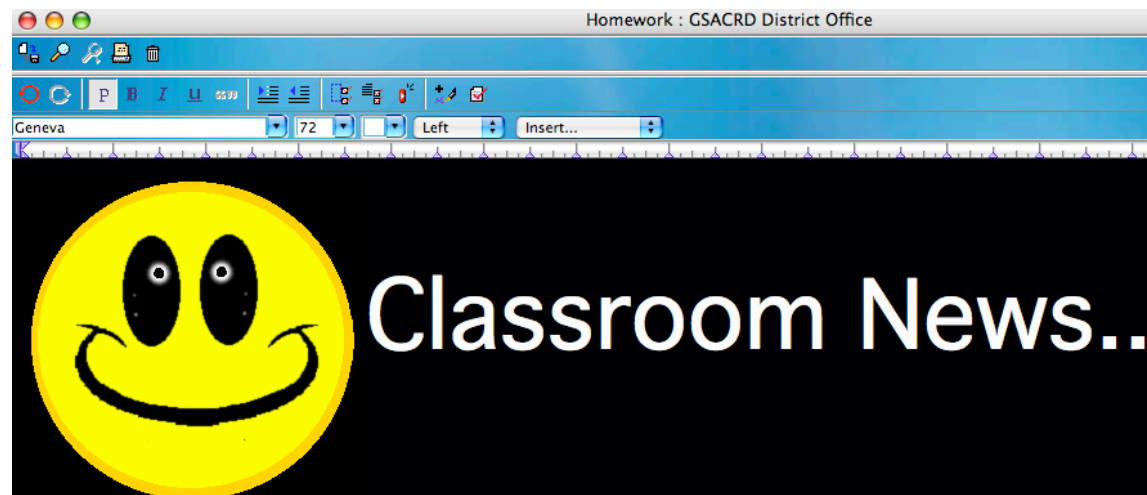 Homework : GSACRD District Office
P B I U
Geneva 72 Left Insert...
Classroom News..